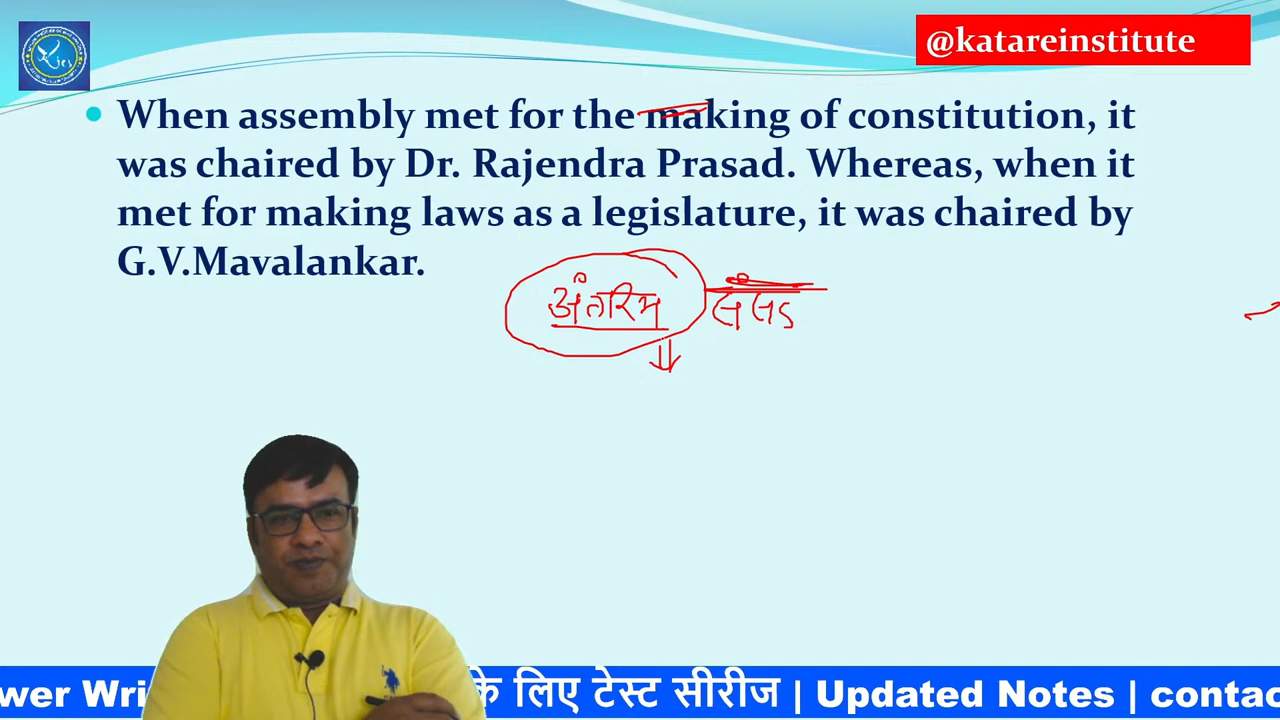 @katareinstitute
When assembly met for the making of constitution, it
was chaired by Dr. Rajendra Prasad. Whereas, when it
met for making laws as a legislature, it was chaired by
G.V.Mavalankar.
अंतरिम संसद
wer Wri के लिए टेस्ट सीरीज | Updated Notes | contac